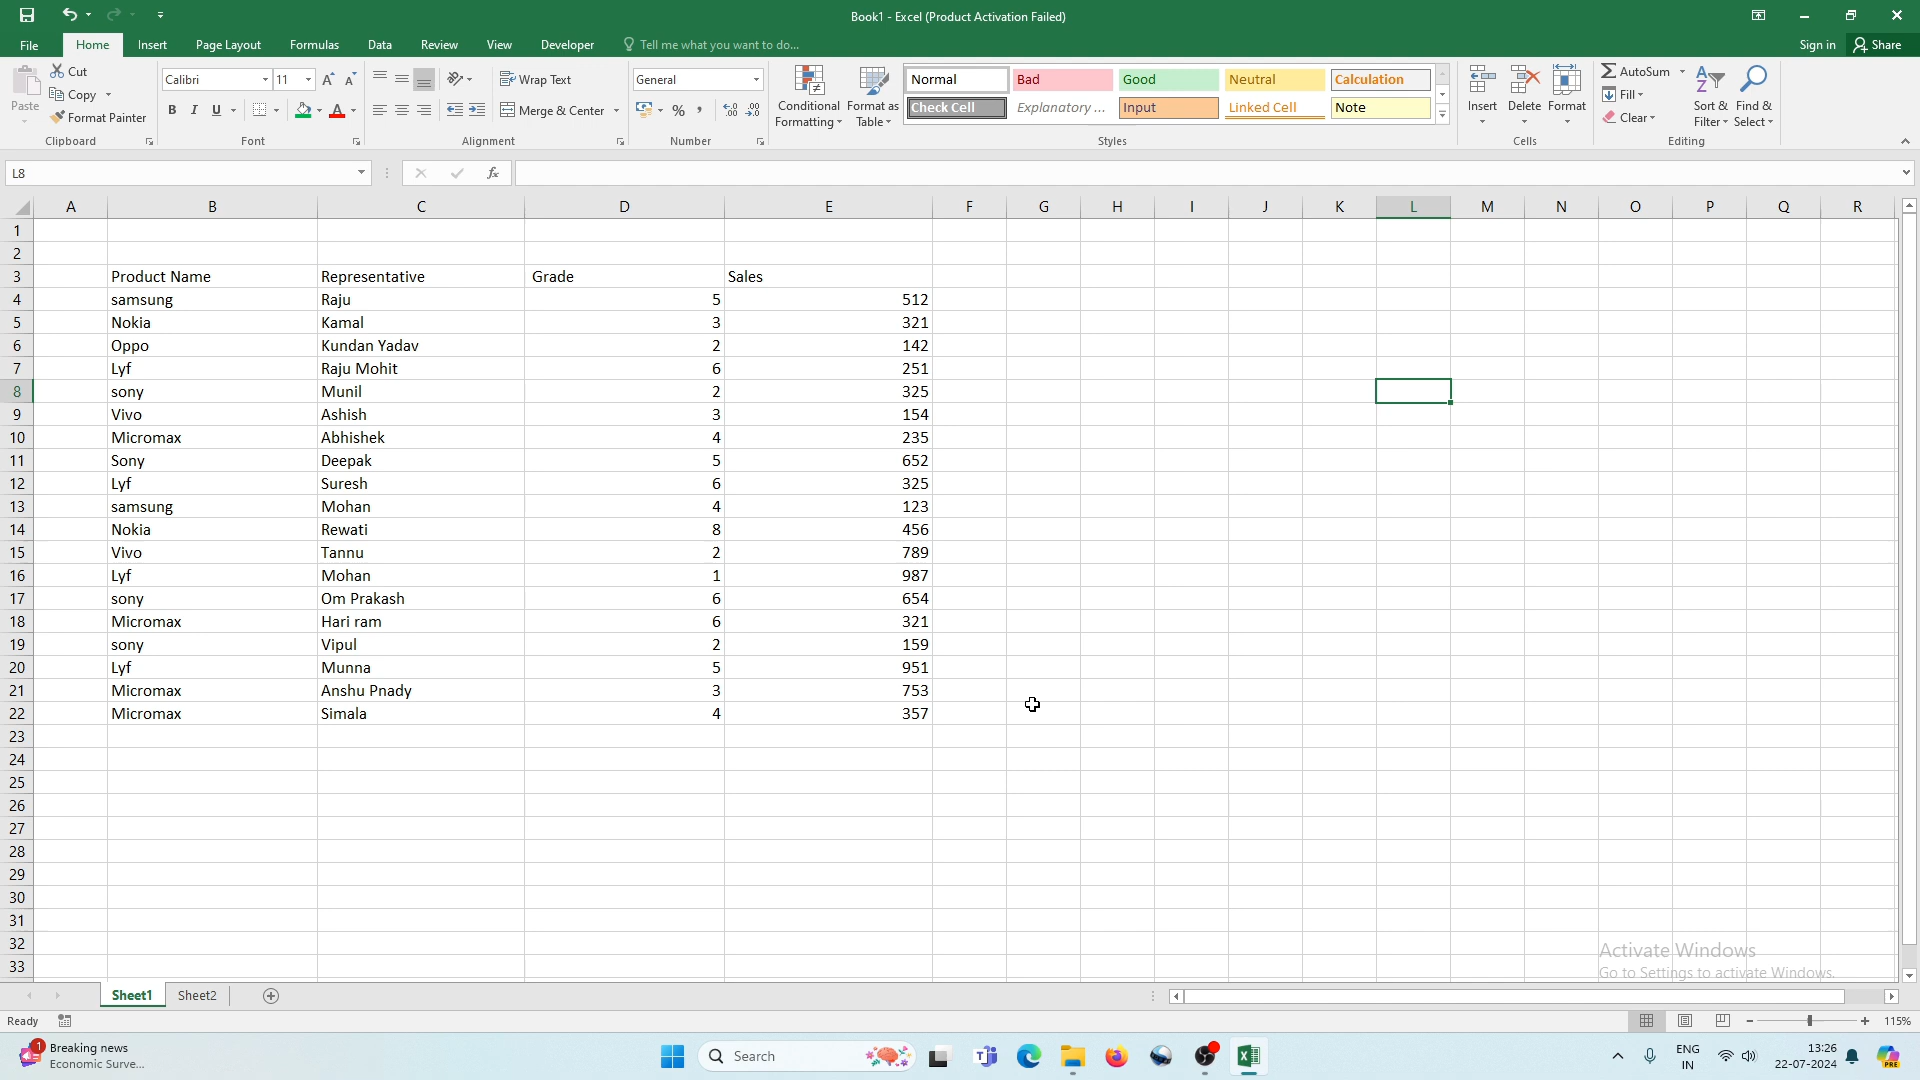 Book1 - Excel (Product Activation Failed)
File Home Insert Page Layout Formulas Data Review View Developer Tell me what you want to do... Sign in Share
Paste Cut Copy Format Painter Clipboard
Calibri 11 B I U A Font
Wrap Text Merge & Center Alignment
General % , Number
Conditional Formatting Format as Table
Normal Bad Good Neutral Calculation
Check Cell Explanatory ... Input Linked Cell Note
Styles
Insert Delete Format Cells
AutoSum Fill Clear Sort & Filter Find & Select Editing
L8 fx
A B C D E F G H I J K L M N O P Q R
1
2
3 Product Name Representative Grade Sales
4 samsung Raju 5 512
5 Nokia Kamal 3 321
6 Oppo Kundan Yadav 2 142
7 Lyf Raju Mohit 6 251
8 sony Munil 2 325
9 Vivo Ashish 3 154
10 Micromax Abhishek 4 235
11 Sony Deepak 5 652
12 Lyf Suresh 6 325
13 samsung Mohan 4 123
14 Nokia Rewati 8 456
15 Vivo Tannu 2 789
16 Lyf Mohan 1 987
17 sony Om Prakash 6 654
18 Micromax Hari ram 6 321
19 sony Vipul 2 159
20 Lyf Munna 5 951
21 Micromax Anshu Pnady 3 753
22 Micromax Simala 4 357
23
24
25
26
27
28
29
30
31
32
33
Activate Windows
Go to Settings to activate Windows.
Sheet1 Sheet2
Ready 115%
1 Breaking news
Economic Surve...
Search
ENG
IN
13:26
22-07-2024
PRE